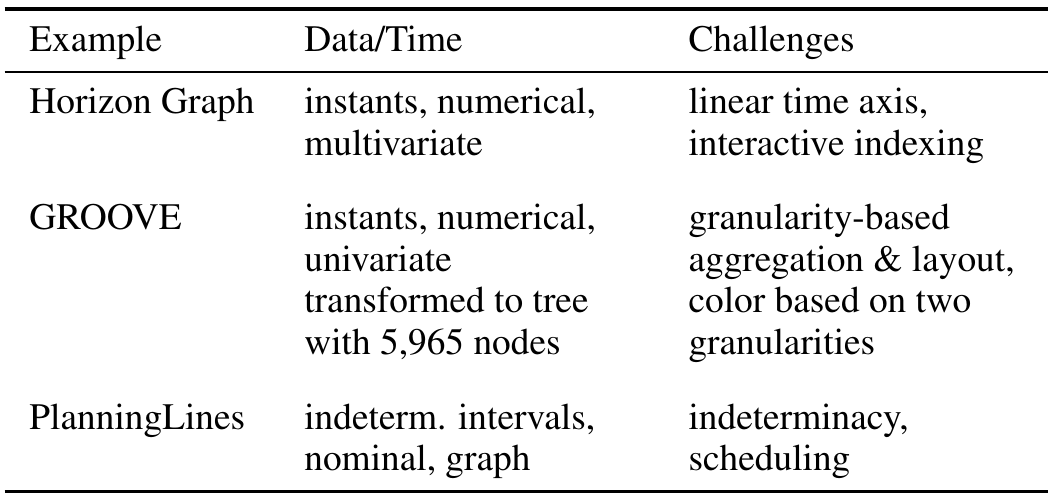 Example Data/Time Challenges
Horizon Graph instants, numerical, linear time axis,
multivariate interactive indexing
GROOVE instants, numerical, granularity-based
univariate aggregation & layout,
transformed to tree color based on two
with 5,965 nodes granularities
PlanningLines indeterm. intervals, indeterminacy,
nominal, graph scheduling